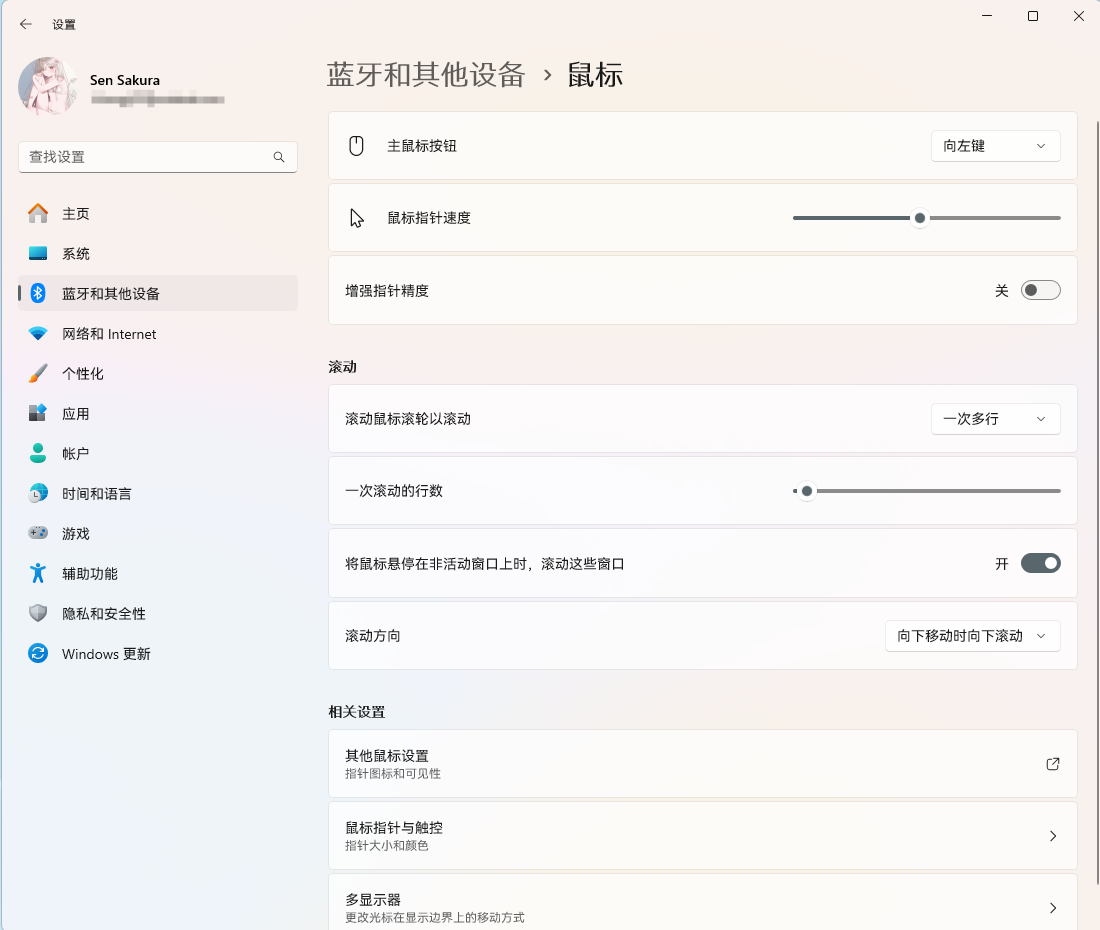 设置
Sen Sakura
查找设置
主页
系统
蓝牙和其他设备
网络和 Internet
个性化
应用
帐户
时间和语言
游戏
辅助功能
隐私和安全性
Windows 更新
蓝牙和其他设备 › 鼠标
主鼠标按钮 向左键
鼠标指针速度
增强指针精度 关
滚动
滚动鼠标滚轮以滚动 一次多行
一次滚动的行数
将鼠标悬停在非活动窗口上时，滚动这些窗口 开
滚动方向 向下移动时向下滚动
相关设置
其他鼠标设置
指针图标和可见性
鼠标指针与触控
指针大小和颜色
多显示器
更改光标在显示边界上的移动方式